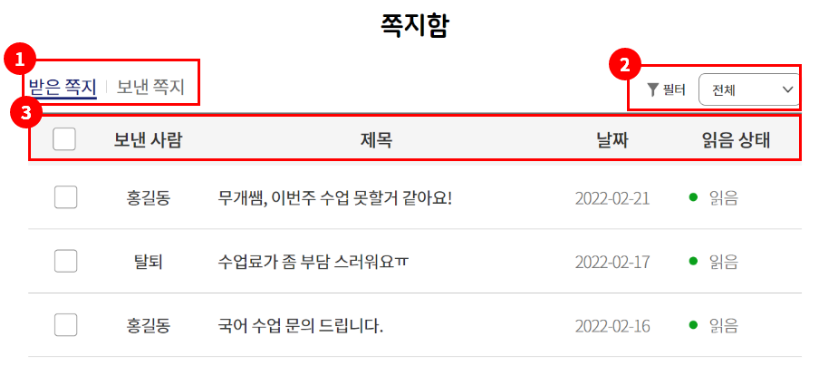 쪽지함
1
받은 쪽지 보낸 쪽지
2
필터 전체
3
보낸 사람 제목 날짜 읽음 상태
홍길동 무개쌤, 이번주 수업 못할거 같아요! 2022-02-21 읽음
탈퇴 수업료가 좀 부담 스러워요ㅠ 2022-02-17 읽음
홍길동 국어 수업 문의 드립니다. 2022-02-16 읽음